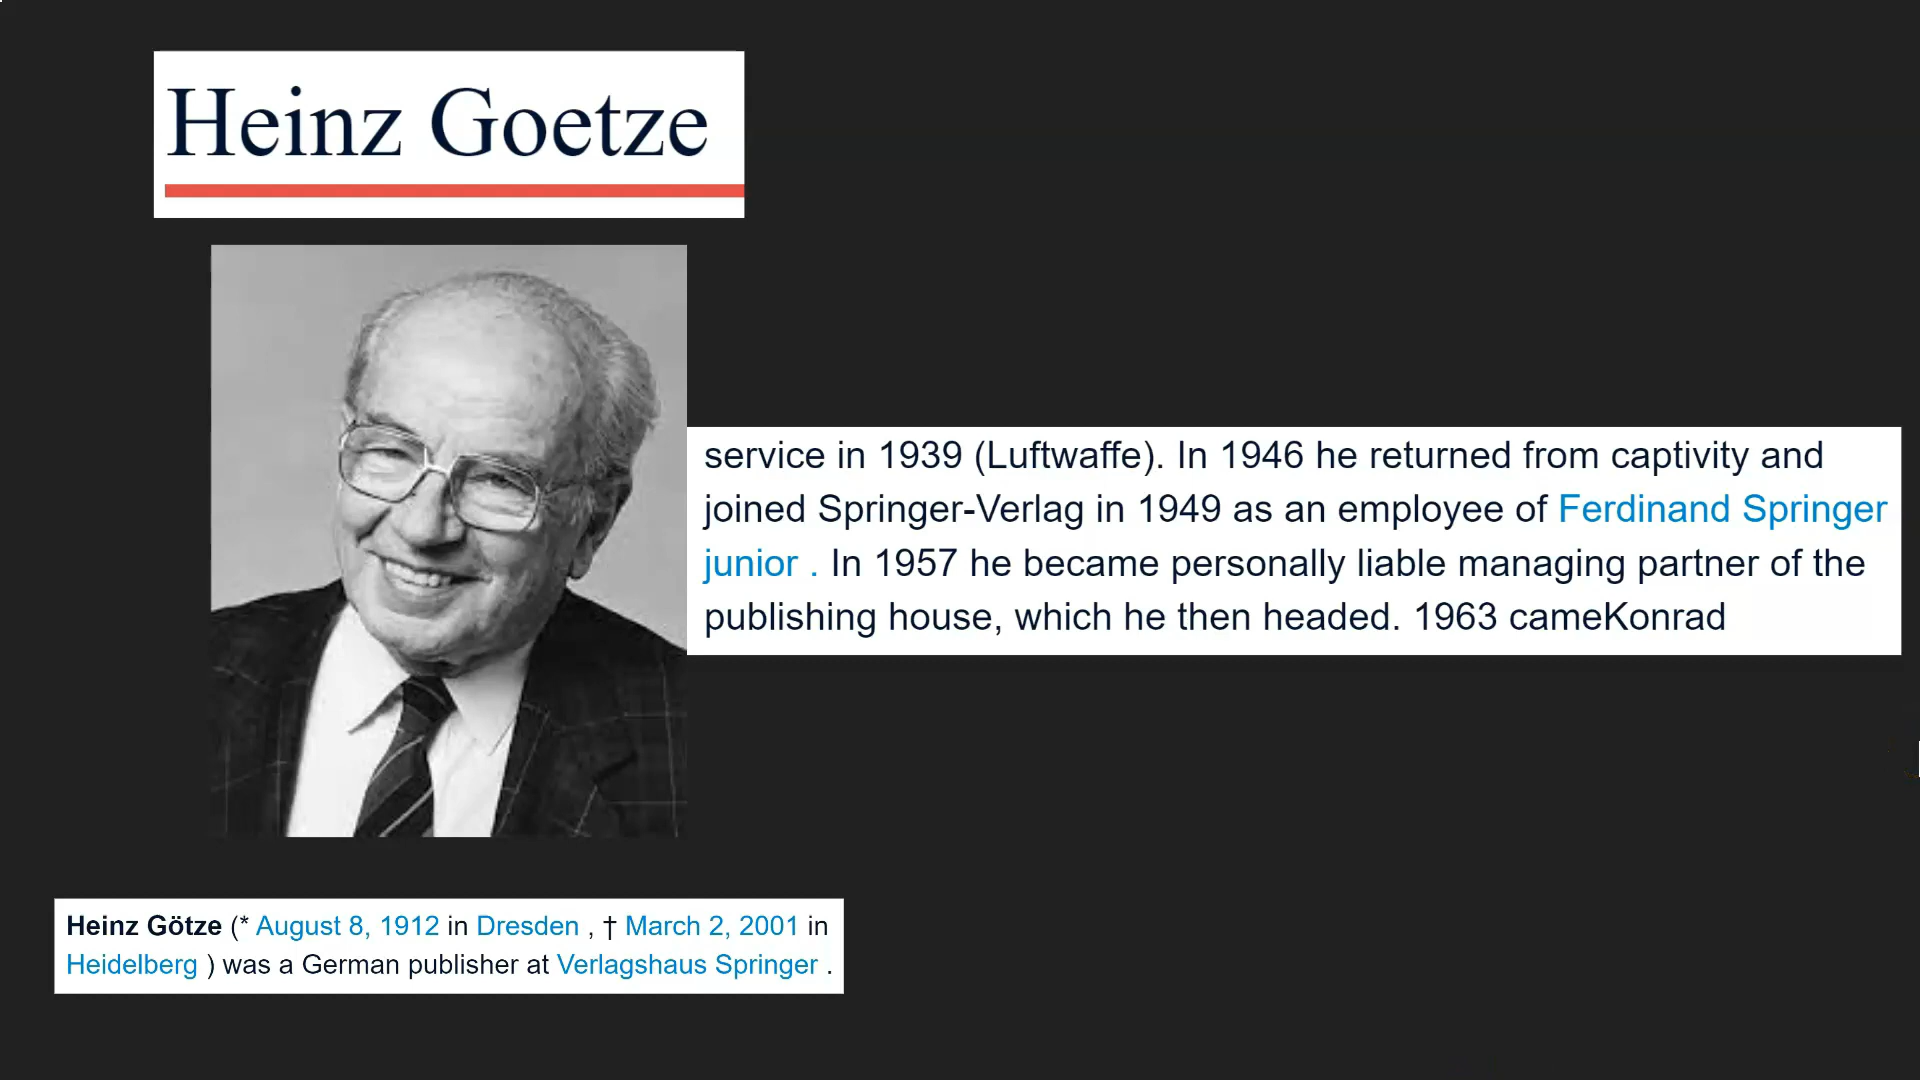 Heinz Goetze
service in 1939 (Luftwaffe). In 1946 he returned from captivity and
joined Springer-Verlag in 1949 as an employee of Ferdinand Springer
junior . In 1957 he became personally liable managing partner of the
publishing house, which he then headed. 1963 cameKonrad
Heinz Götze (* August 8, 1912 in Dresden , † March 2, 2001 in
Heidelberg ) was a German publisher at Verlagshaus Springer .